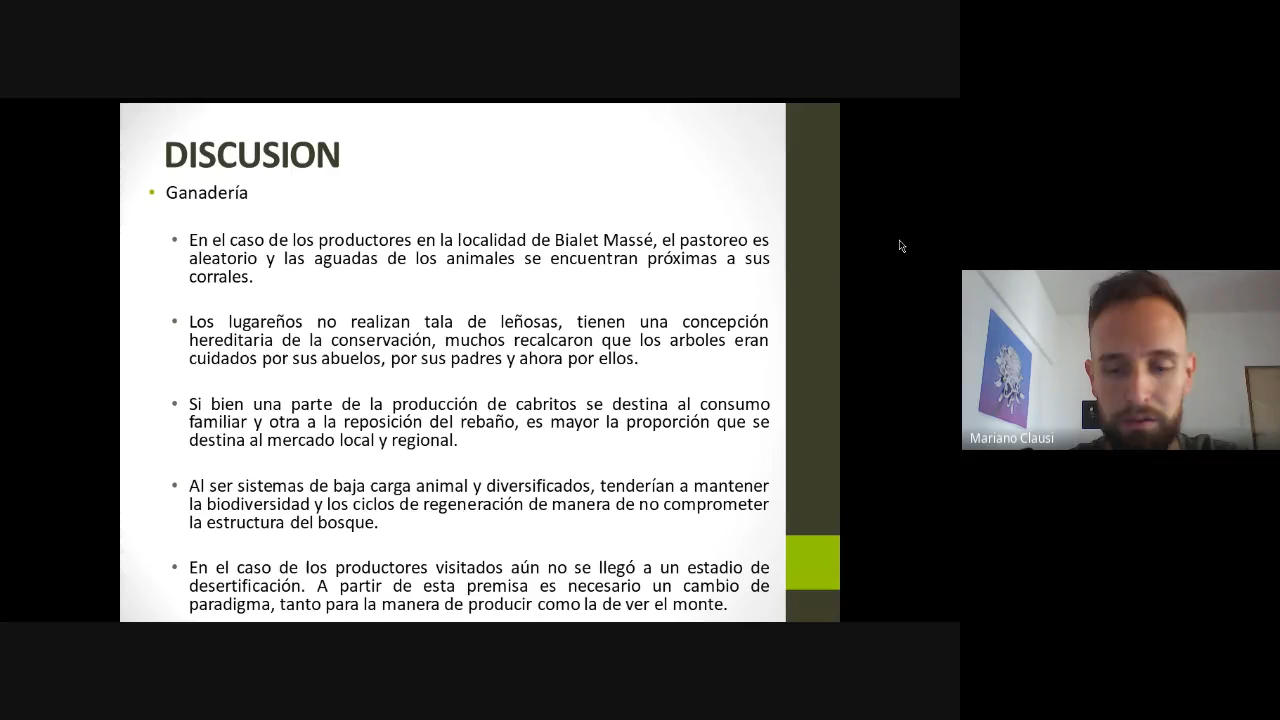 DISCUSION
• Ganadería
• En el caso de los productores en la localidad de Bialet Massé, el pastoreo es
aleatorio y las aguadas de los animales se encuentran próximas a sus
corrales.
• Los lugareños no realizan tala de leñosas, tienen una concepción
hereditaria de la conservación, muchos recalcaron que los arboles eran
cuidados por sus abuelos, por sus padres y ahora por ellos.
• Si bien una parte de la producción de cabritos se destina al consumo
familiar y otra a la reposición del rebaño, es mayor la proporción que se
destina al mercado local y regional.
• Al ser sistemas de baja carga animal y diversificados, tenderían a mantener
la biodiversidad y los ciclos de regeneración de manera de no comprometer
la estructura del bosque.
• En el caso de los productores visitados aún no se llegó a un estadio de
desertificación. A partir de esta premisa es necesario un cambio de
paradigma, tanto para la manera de producir como la de ver el monte.
Mariano Clausi